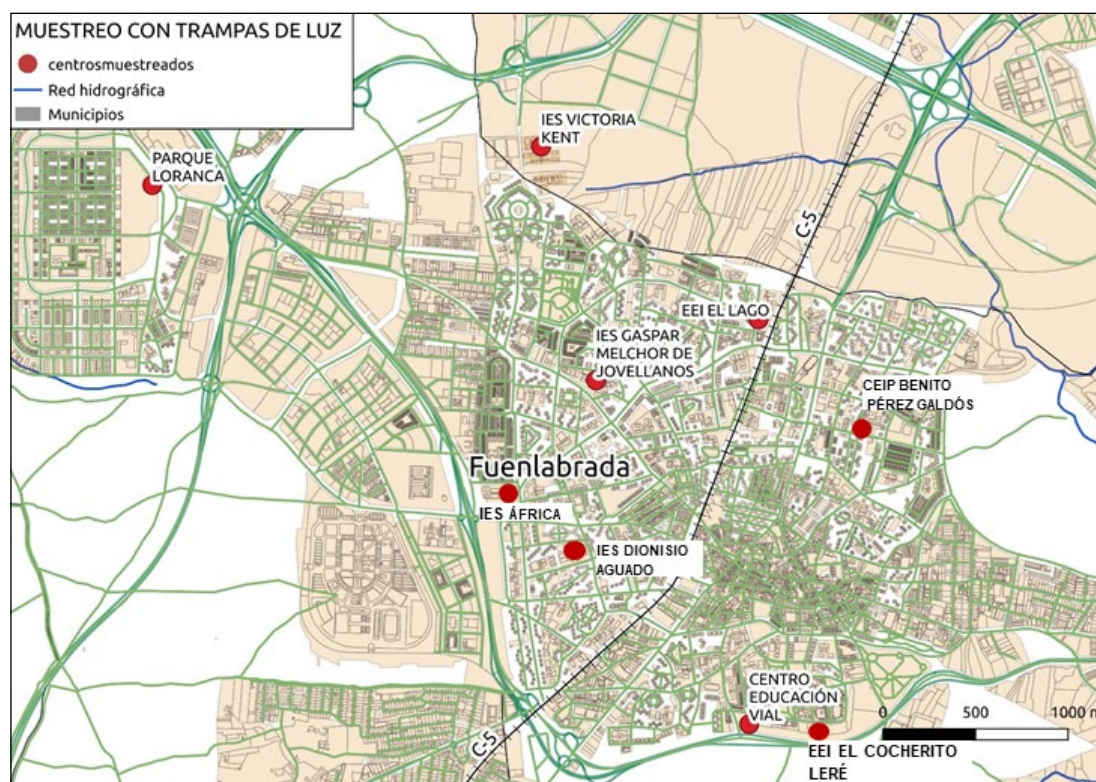 MUESTREO CON TRAMPAS DE LUZ
centrosmuestreados
Red hidrográfica
Municipios
IES VICTORIA
KENT
PARQUE
LORANCA
C-5
EEI EL LAGO
IES GASPAR
MELCHOR DE
JOVELLANOS
CEIP BENITO
PÉREZ GALDÓS
Fuenlabrada
IES ÁFRICA
IES DIONISIO
AGUADO
CENTRO
EDUCACIÓN
VIAL
0 500 1000 m
C-5
EEI EL COCHERITO
LERÉ